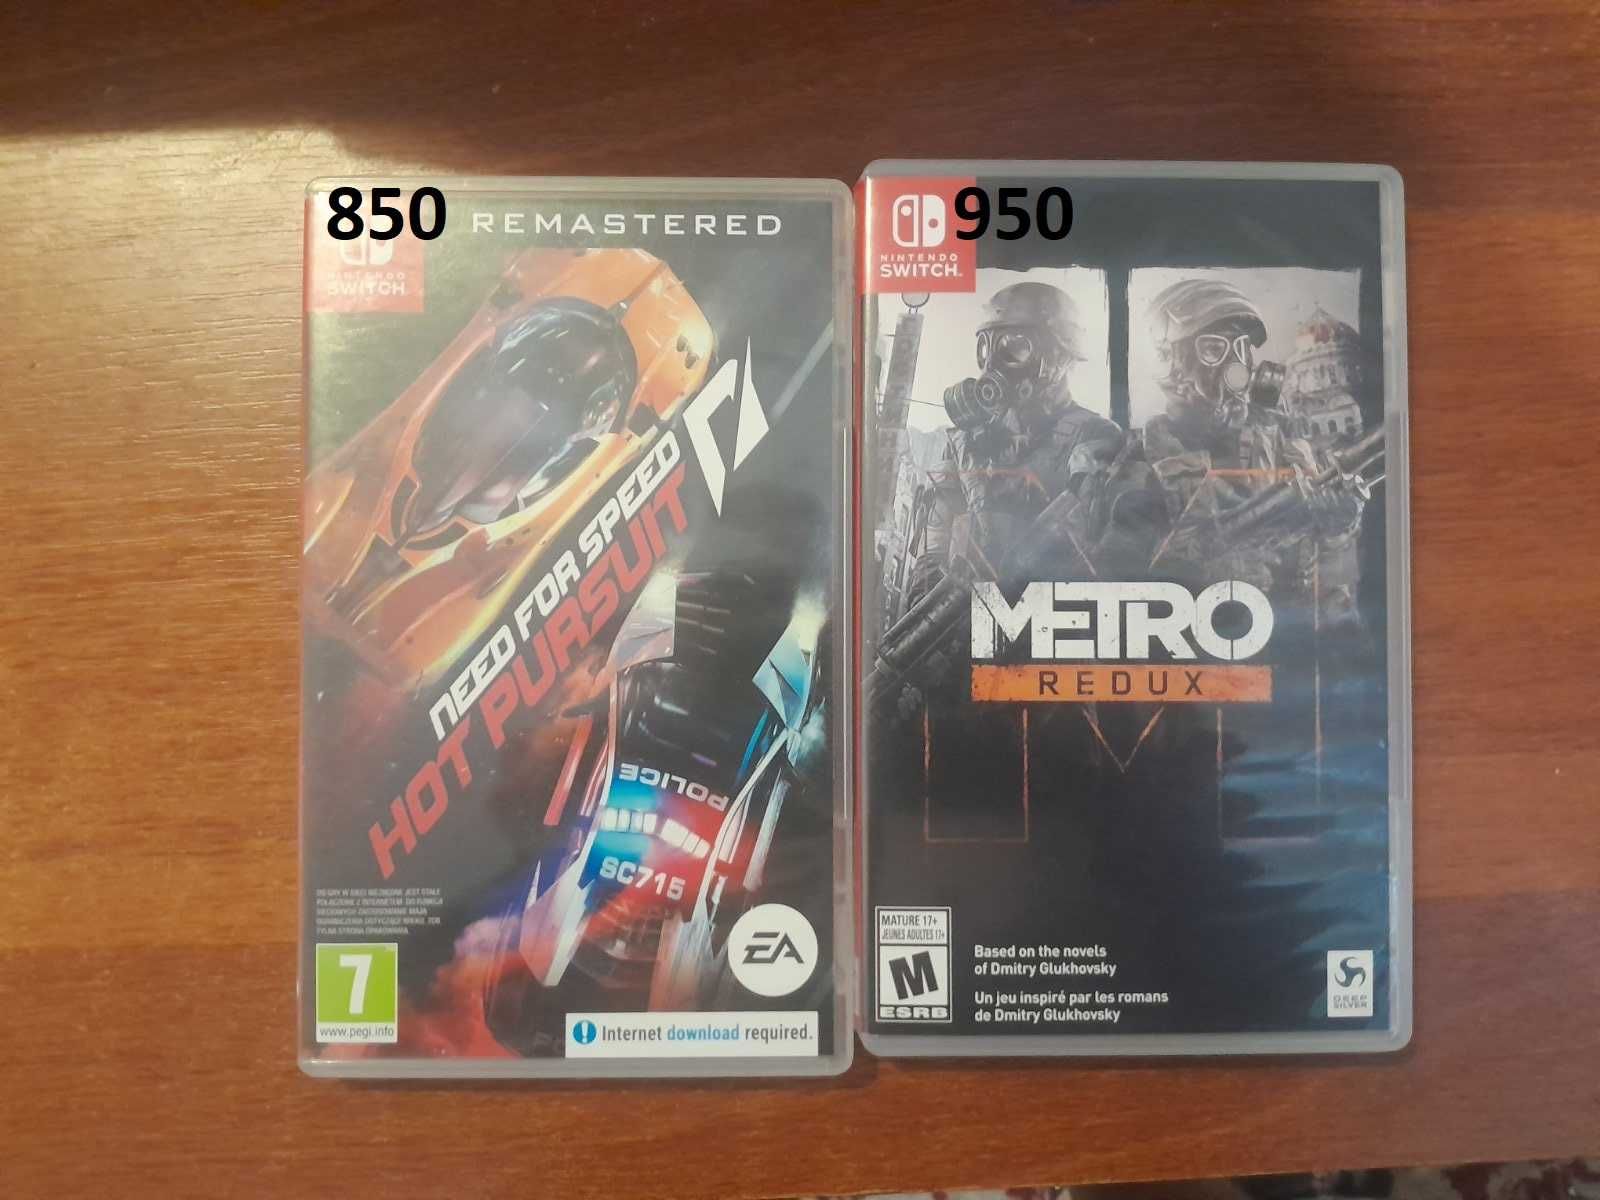 850
REMASTERED
NINTENDO
SWITCH
NEED FOR SPEED
HOT PURSUIT
POLICE
SC715
7
www.pegi.info
EA
Internet download required.
950
NINTENDO
SWITCH
METRO
REDUX
MATURE 17+
JEUNES ADULTES 17+
M
ESRB
Based on the novels
of Dmitry Glukhovsky
Un jeu inspiré par les romans
de Dmitry Glukhovsky
DEEP
SILVER